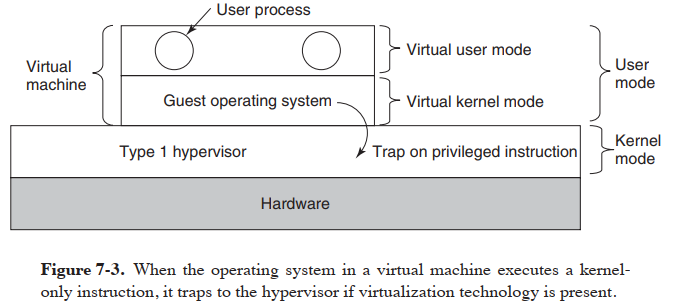 User process
Virtual user mode
Virtual
machine
User
mode
Guest operating system
Virtual kernel mode
Type 1 hypervisor
Trap on privileged instruction
Kernel
mode
Hardware
Figure 7-3. When the operating system in a virtual machine executes a kernel-
only instruction, it traps to the hypervisor if virtualization technology is present.